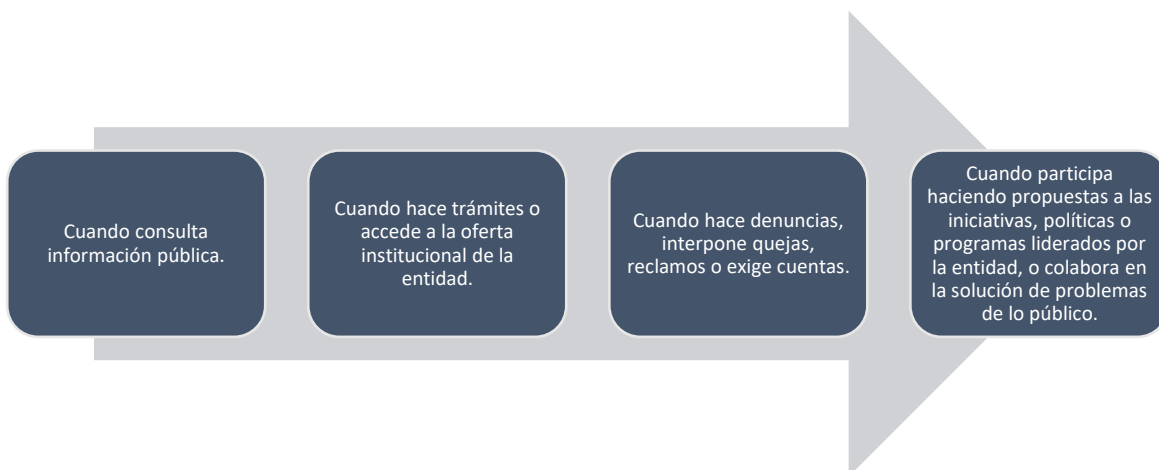 Cuando consulta
información pública.
Cuando hace trámites o
accede a la oferta
institucional de la
entidad.
Cuando hace denuncias,
interpone quejas,
reclamos o exige cuentas.
Cuando participa
haciendo propuestas a las
iniciativas, políticas o
programas liderados por
la entidad, o colabora en
la solución de problemas
de lo público.